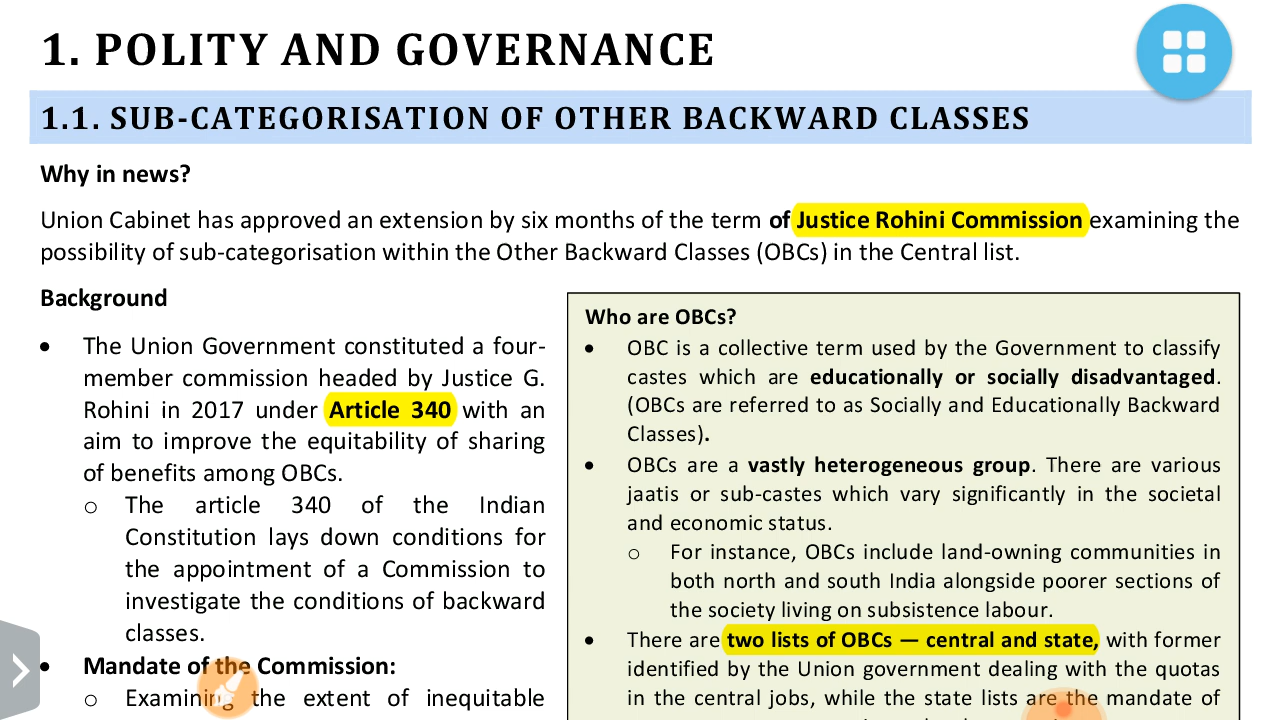 1. POLITY AND GOVERNANCE
1.1. SUB-CATEGORISATION OF OTHER BACKWARD CLASSES
Why in news?
Union Cabinet has approved an extension by six months of the term of Justice Rohini Commission examining the
possibility of sub-categorisation within the Other Backward Classes (OBCs) in the Central list.
Background
• The Union Government constituted a four-
member commission headed by Justice G.
Rohini in 2017 under Article 340 with an
aim to improve the equitability of sharing
of benefits among OBCs.
o The article 340 of the Indian
Constitution lays down conditions for
the appointment of a Commission to
investigate the conditions of backward
classes.
• Mandate of the Commission:
o Examining the extent of inequitable
Who are OBCs?
• OBC is a collective term used by the Government to classify
castes which are educationally or socially disadvantaged.
(OBCs are referred to as Socially and Educationally Backward
Classes).
• OBCs are a vastly heterogeneous group. There are various
jaatis or sub-castes which vary significantly in the societal
and economic status.
o For instance, OBCs include land-owning communities in
both north and south India alongside poorer sections of
the society living on subsistence labour.
• There are two lists of OBCs — central and state, with former
identified by the Union government dealing with the quotas
in the central jobs, while the state lists are the mandate of